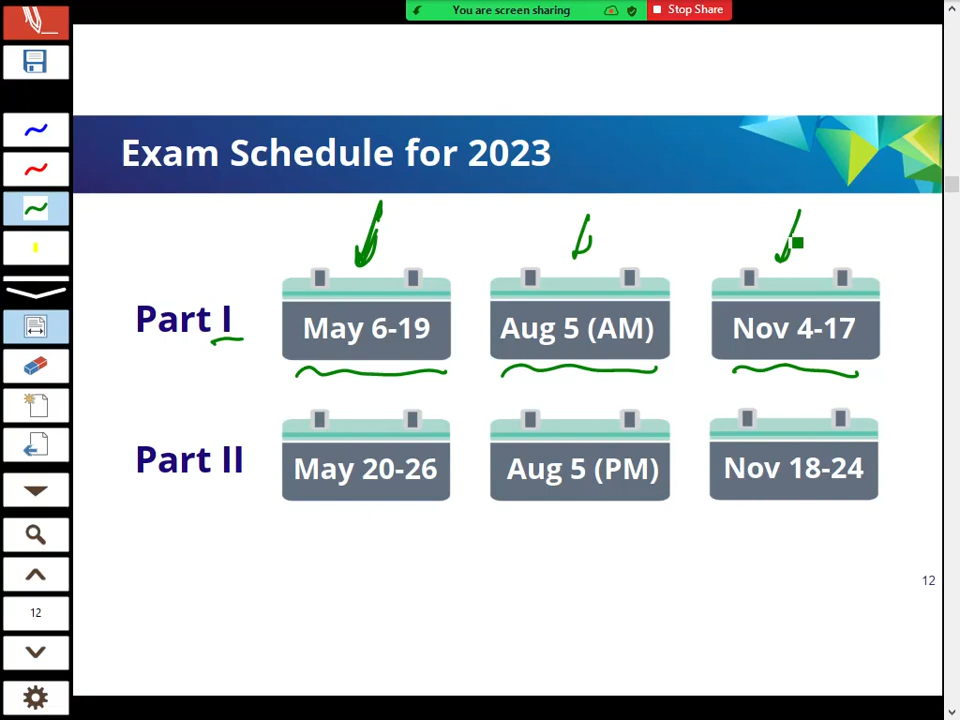 You are screen sharing Stop Share
Exam Schedule for 2023
Part I May 6-19 Aug 5 (AM) Nov 4-17
Part II May 20-26 Aug 5 (PM) Nov 18-24
12
12